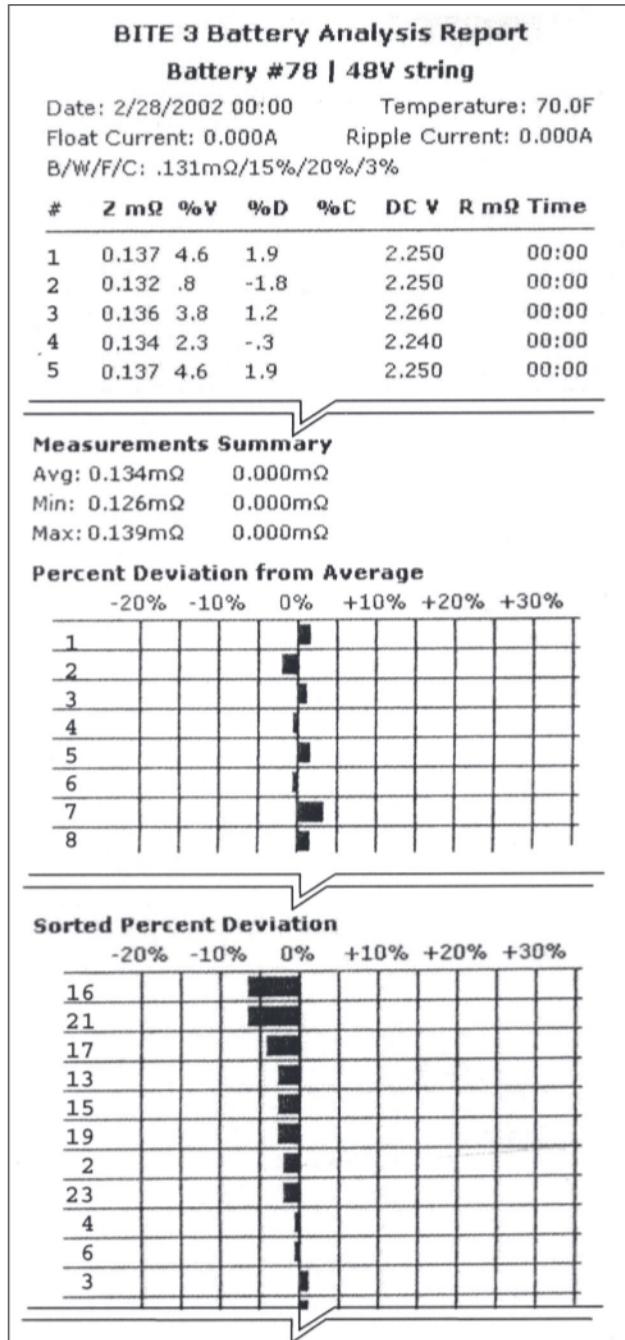 BITE 3 Battery Analysis Report
Battery #78 | 48V string
Date: 2/28/2002 00:00 Temperature: 70.0F
Float Current: 0.000A Ripple Current: 0.000A
B/W/F/C: .131mΩ/15%/20%/3%
# Z mΩ %V %D %C DC V R mΩ Time
1 0.137 4.6 1.9 2.250 00:00
2 0.132 .8 -1.8 2.250 00:00
3 0.136 3.8 1.2 2.260 00:00
4 0.134 2.3 -.3 2.240 00:00
5 0.137 4.6 1.9 2.250 00:00
Measurements Summary
Avg: 0.134mΩ 0.000mΩ
Min: 0.126mΩ 0.000mΩ
Max: 0.139mΩ 0.000mΩ
Percent Deviation from Average
-20% -10% 0% +10% +20% +30%
1
2
3
4
5
6
7
8
Sorted Percent Deviation
-20% -10% 0% +10% +20% +30%
16
21
17
13
15
19
2
23
4
6
3